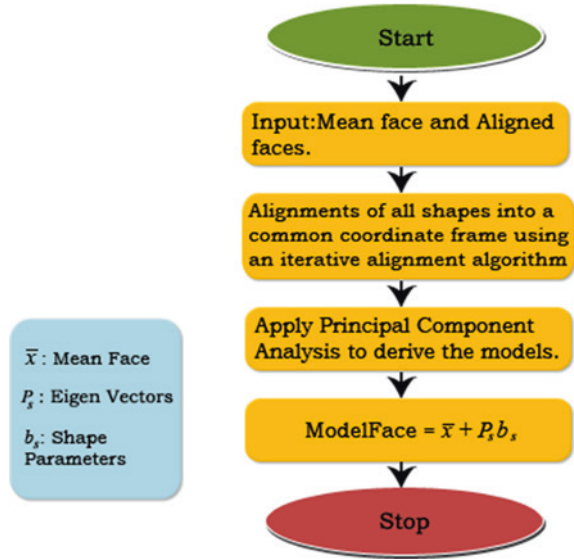 Start
Input:Mean face and Aligned
faces.
Alignments of all shapes into a
common coordinate frame using
an iterative alignment algorithm
Apply Principal Component
Analysis to derive the models.
ModelFace = x̄ + Pₛbₛ
Stop
x̄ : Mean Face
Pₛ : Eigen Vectors
bₛ: Shape
Parameters